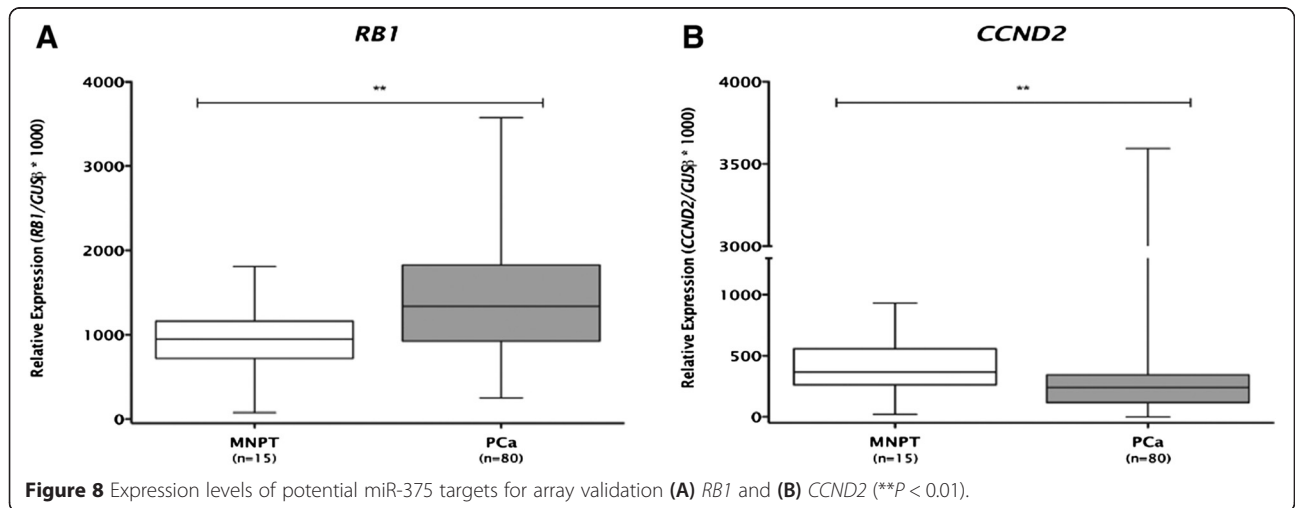 A
RB1
Relative Expression (RB1/GUSβ * 1000)
4000
3000
2000
1000
0
**
MNPT
(n=15)
PCa
(n=80)
B
CCND2
Relative Expression (CCND2/GUSβ * 1000)
4000
3500
3000
1000
500
0
**
MNPT
(n=15)
PCa
(n=80)
Figure 8 Expression levels of potential miR-375 targets for array validation (A) RB1 and (B) CCND2 (**P < 0.01).